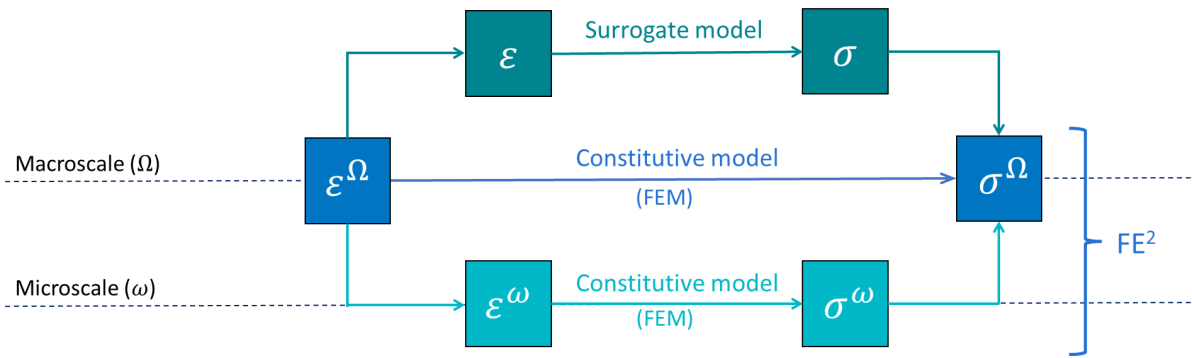 Surrogate model
ε
σ
Macroscale (Ω)
ε^Ω
Constitutive model
(FEM)
σ^Ω
FE²
Microscale (ω)
ε^ω
Constitutive model
(FEM)
σ^ω